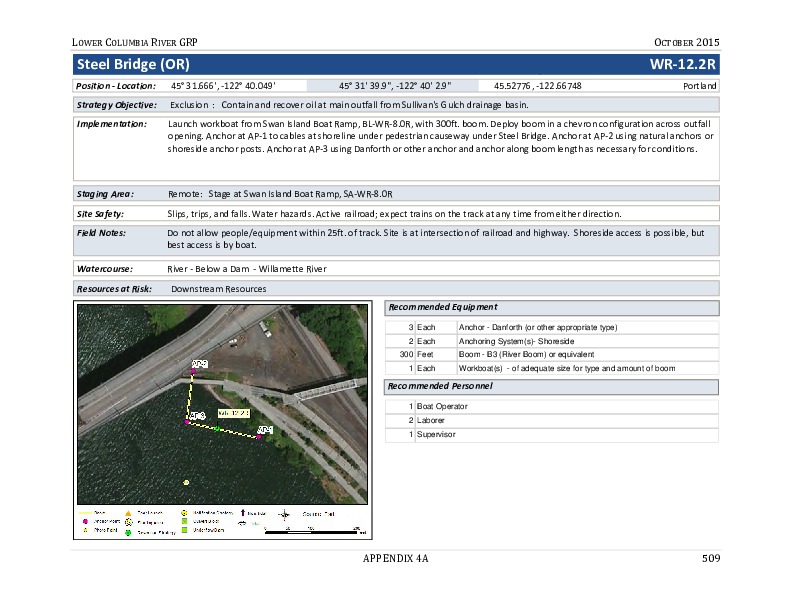 LOWER COLUMBIA RIVER GRP OCTOBER 2015
Steel Bridge (OR) WR-12.2R
Position - Location: 45° 31.666', -122° 40.049' 45° 31' 39.9", -122° 40' 2.9" 45.52776, -122.66748 Portland
Strategy Objective: Exclusion : Contain and recover oil at main outfall from Sullivan's Gulch drainage basin.
Implementation: Launch workboat from Swan Island Boat Ramp, BL-WR-8.0R, with 300ft. boom. Deploy boom in a chevron configuration across outfall
opening. Anchor at AP-1 to cables at shoreline under pedestrian causeway under Steel Bridge. Anchor at AP-2 using natural anchors or
shoreside anchor posts. Anchor at AP-3 using Danforth or other anchor and anchor along boom length as necessary for conditions.
Staging Area: Remote: Stage at Swan Island Boat Ramp, SA-WR-8.0R
Site Safety: Slips, trips, and falls. Water hazards. Active railroad; expect trains on the track at any time from either direction.
Field Notes: Do not allow people/equipment within 25ft. of track. Site is at intersection of railroad and highway. Shoreside access is possible, but
best access is by boat.
Watercourse: River - Below a Dam - Willamette River
Resources at Risk: Downstream Resources
Recommended Equipment
3 Each Anchor - Danforth (or other appropriate type)
2 Each Anchoring System(s)- Shoreside
300 Feet Boom - B3 (River Boom) or equivalent
1 Each Workboat(s) - of adequate size for type and amount of boom
Recommended Personnel
1 Boat Operator
2 Laborer
1 Supervisor
AP-2
AP-3
AP-1
Anchor Point
Photo Point
APPENDIX 4A 509